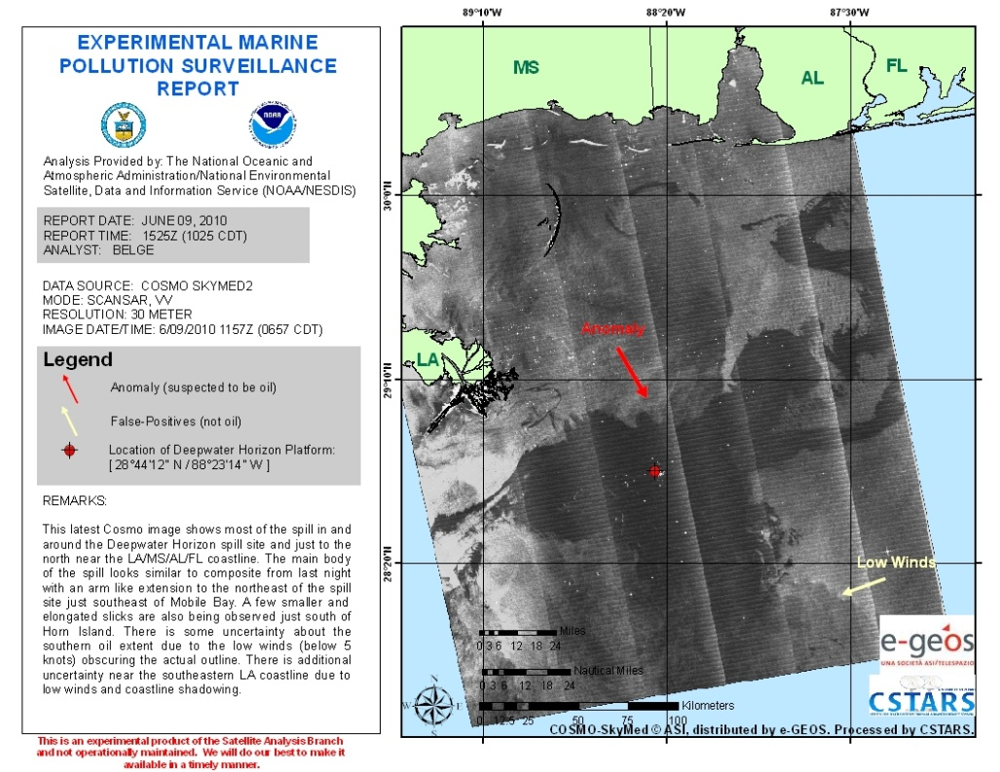 EXPERIMENTAL MARINE
POLLUTION SURVEILLANCE
REPORT
NOAA
Analysis Provided by: The National Oceanic and
Atmospheric Administration/National Environmental
Satellite, Data and Information Service (NOAA/NESDIS)
REPORT DATE: JUNE 09, 2010
REPORT TIME: 1525Z (1025 CDT)
ANALYST: BELGE
DATA SOURCE: COSMO SKYMED2
MODE: SCANSAR, VV
RESOLUTION: 30 METER
IMAGE DATE/TIME: 6/09/2010 1157Z (0657 CDT)
Legend
Anomaly (suspected to be oil)
False-Positives (not oil)
Location of Deepwater Horizon Platform:
[ 28°44'12" N / 88°23'14" W ]
REMARKS:
This latest Cosmo image shows most of the spill in and
around the Deepwater Horizon spill site and just to the
north near the LA/MS/AL/FL coastline. The main body
of the spill looks similar to composite from last night
with an arm like extension to the northeast of the spill
site just southeast of Mobile Bay. A few smaller and
elongated slicks are also being observed just south of
Horn Island. There is some uncertainty about the
southern oil extent due to the low winds (below 5
knots) obscuring the actual outline. There is additional
uncertainty near the southeastern LA coastline due to
low winds and coastline shadowing.
This is an experimental product of the Satellite Analysis Branch
and not operationally maintained. We will do our best to make it
available in a timely manner.
89°10'W 88°20'W 87°30'W
MS AL FL
30°0'N
Anomaly
LA
29°10'N
28°20'N
Low Winds
Miles
0 3 6 12 18 24
Nautical Miles
0 3 6 12 18 24
Kilometers
0 12.5 25 50 75 100
N
W E
S
e-geos
UNA SOCIETÀ ASI/TELESPAZIO
CSTARS
COSMO-SkyMed © ASI, distributed by e-GEOS. Processed by CSTARS.